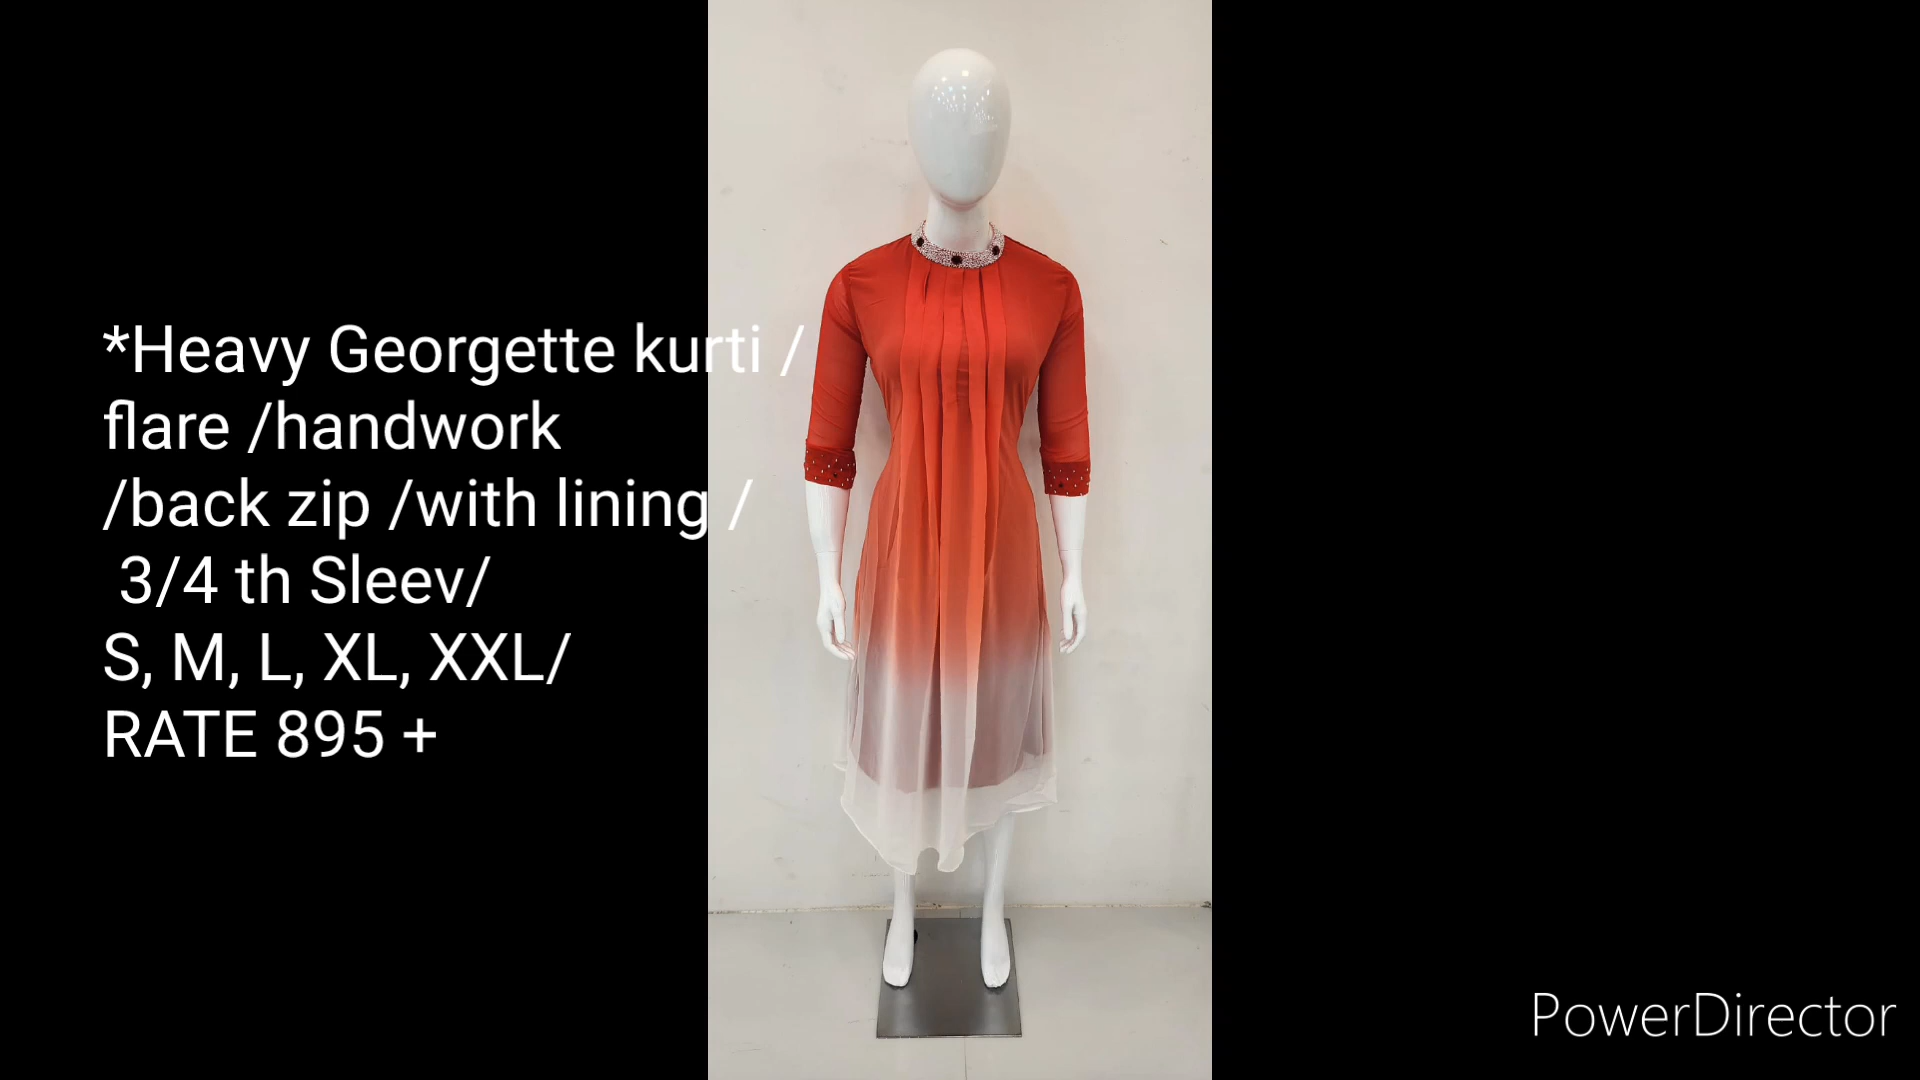 *Heavy Georgette kurti /
flare /handwork
/back zip /with lining /
3/4 th Sleev/
S, M, L, XL, XXL/
RATE 895 +
PowerDirector